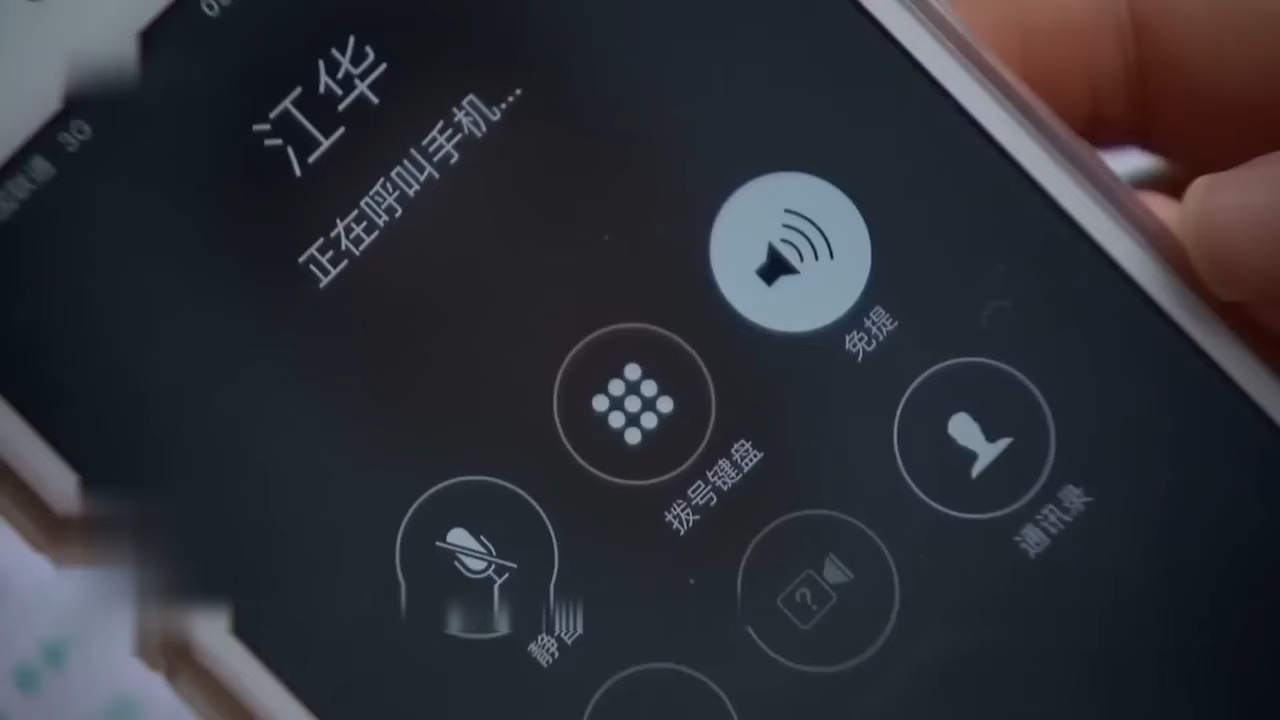 江华
正在呼叫手机...
静音
拨号键盘
免提
?
通讯录